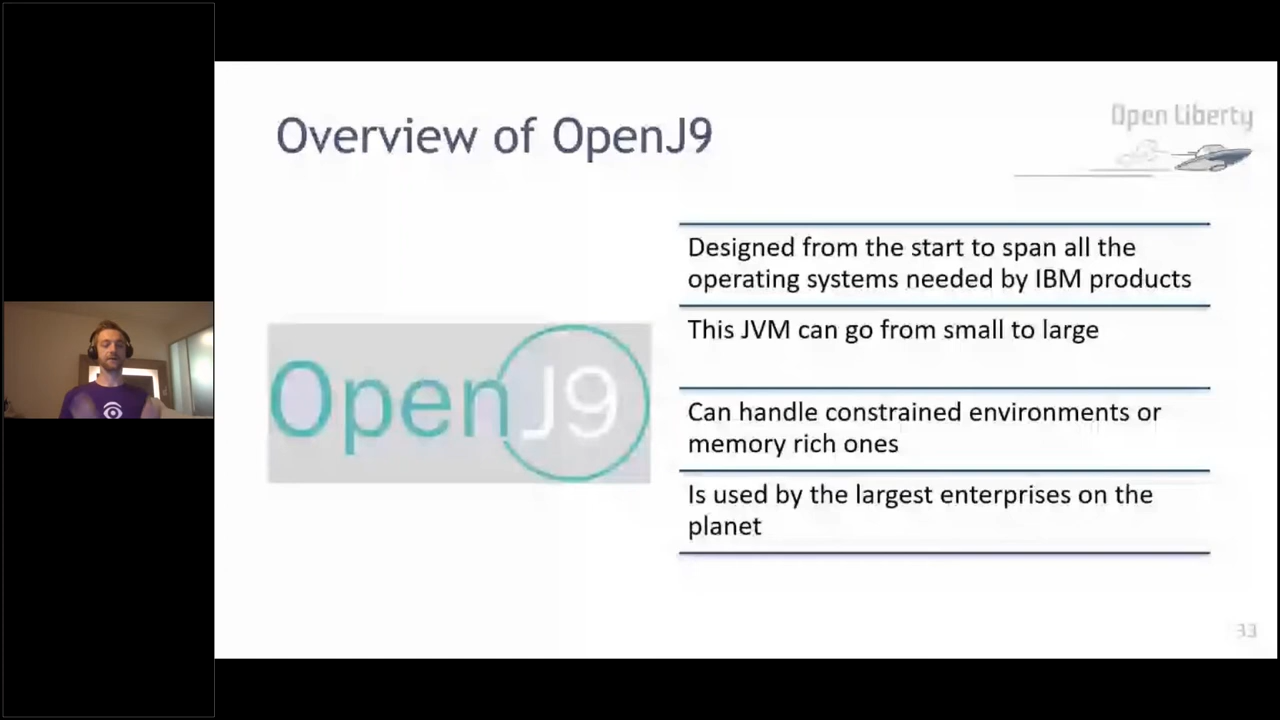 Overview of OpenJ9
Open Liberty
Designed from the start to span all the
operating systems needed by IBM products
This JVM can go from small to large
OpenJ9
Can handle constrained environments or
memory rich ones
Is used by the largest enterprises on the
planet
33